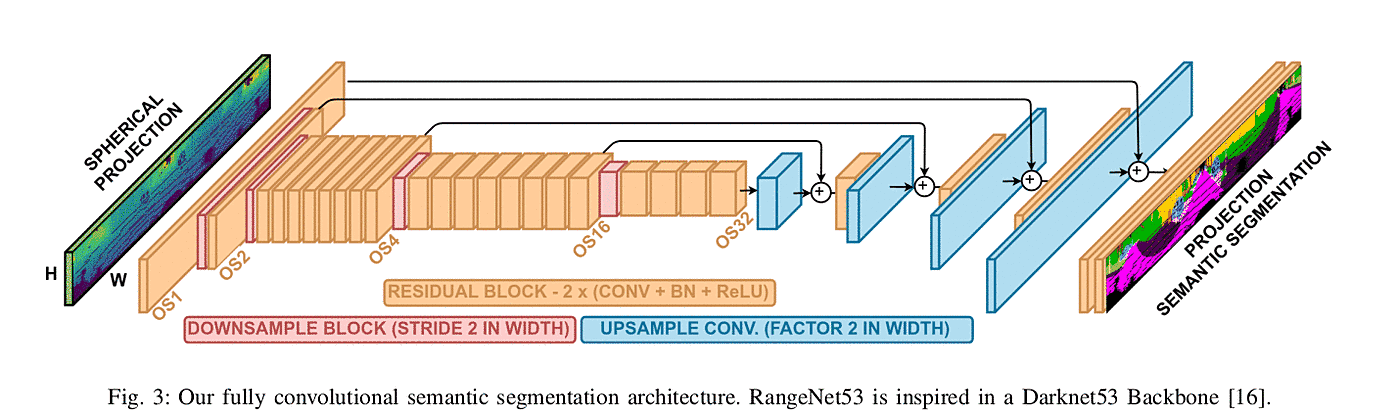 SPHERICAL
PROJECTION
H
W
OS1
OS2
OS4
OS16
OS32
PROJECTION
SEMANTIC SEGMENTATION
RESIDUAL BLOCK - 2 x (CONV + BN + ReLU)
DOWNSAMPLE BLOCK (STRIDE 2 IN WIDTH)
UPSAMPLE CONV. (FACTOR 2 IN WIDTH)
Fig. 3: Our fully convolutional semantic segmentation architecture. RangeNet53 is inspired in a Darknet53 Backbone [16].